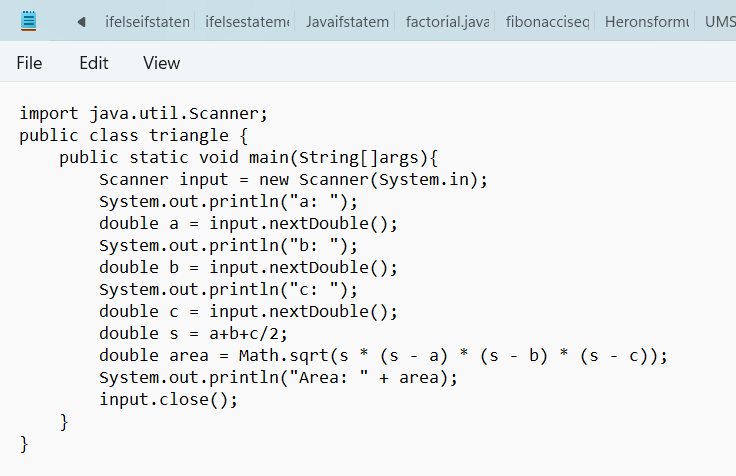 ifelseifstaten ifelsestateme Javaifstatem factorial.java fibonacciseq Heronsformu UMS
File Edit View
import java.util.Scanner;
public class triangle {
    public static void main(String[]args){
        Scanner input = new Scanner(System.in);
        System.out.println("a: ");
        double a = input.nextDouble();
        System.out.println("b: ");
        double b = input.nextDouble();
        System.out.println("c: ");
        double c = input.nextDouble();
        double s = a+b+c/2;
        double area = Math.sqrt(s * (s - a) * (s - b) * (s - c));
        System.out.println("Area: " + area);
        input.close();
    }
}